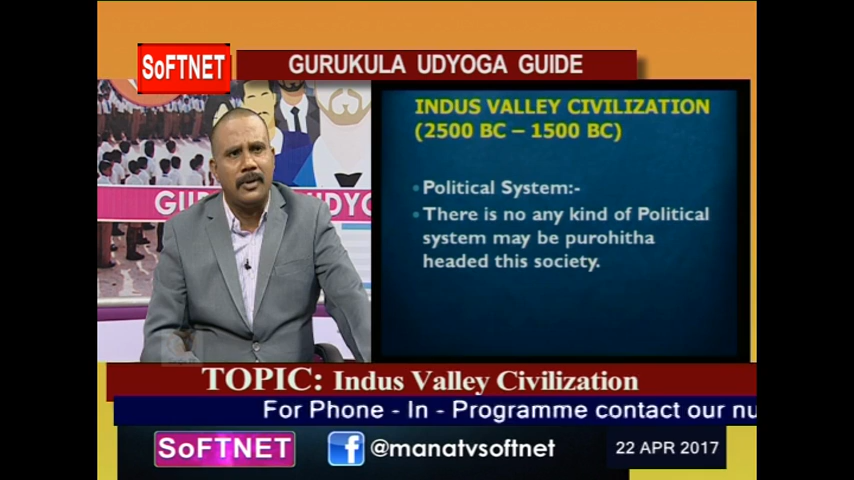 SoFTNET
GURUKULA UDYOGA GUIDE
INDUS VALLEY CIVILIZATION
(2500 BC – 1500 BC)
• Political System:-
• There is no any kind of Political
system may be purohitha
headed this society.
TOPIC: Indus Valley Civilization
For Phone - In - Programme contact our nu
SoFTNET
f @manatvsoftnet
22 APR 2017